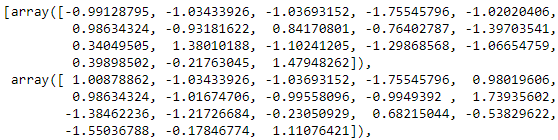 [array([-0.99128795, -1.03433926, -1.03693152, -1.75545796, -1.02020406,
0.98634324, -0.93181622, 0.84170801, -0.76402787, -1.39703541,
0.34049505, 1.38010188, -1.10241205, -1.29868568, -1.06654759,
0.39898502, -0.21763045, 1.47948262]),
array([ 1.00878862, -1.03433926, -1.03693152, -1.75545796, 0.98019606,
0.98634324, -1.01674706, -0.99558096, -0.9949392 , 1.73935602,
-1.38462236, -1.21726684, -0.23050929, 0.68215044, -0.53829622,
-1.55036788, -0.17846774, 1.11076421]),